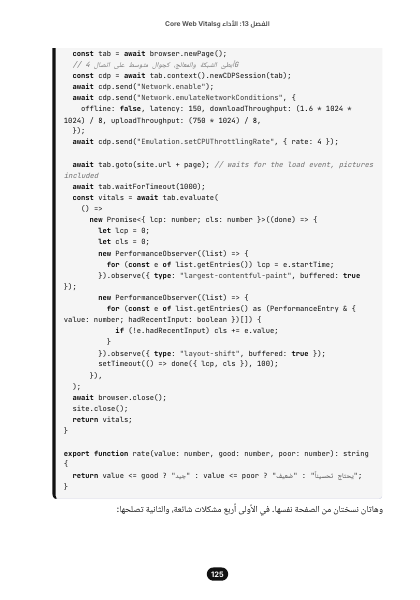 الفصل 13: الأداء وCore Web Vitals
const tab = await browser.newPage();
// أبطئ الشبكة والمعالج، كجوال متوسط على اتصال 4G
const cdp = await tab.context().newCDPSession(tab);
await cdp.send("Network.enable");
await cdp.send("Network.emulateNetworkConditions", {
offline: false, latency: 150, downloadThroughput: (1.6 * 1024 *
1024) / 8, uploadThroughput: (750 * 1024) / 8,
});
await cdp.send("Emulation.setCPUThrottlingRate", { rate: 4 });
await tab.goto(site.url + page); // waits for the load event, pictures
included
await tab.waitForTimeout(1000);
const vitals = await tab.evaluate(
() =>
new Promise<{ lcp: number; cls: number }>((done) => {
let lcp = 0;
let cls = 0;
new PerformanceObserver((list) => {
for (const e of list.getEntries()) lcp = e.startTime;
}).observe({ type: "largest-contentful-paint", buffered: true
});
new PerformanceObserver((list) => {
for (const e of list.getEntries() as (PerformanceEntry & {
value: number; hadRecentInput: boolean })[]) {
if (!e.hadRecentInput) cls += e.value;
}
}).observe({ type: "layout-shift", buffered: true });
setTimeout(() => done({ lcp, cls }), 100);
}),
);
await browser.close();
site.close();
return vitals;
}
export function rate(value: number, good: number, poor: number): string
{
return value <= good ? "جيد" : value <= poor ? "يحتاج تحسيناً" : "ضعيف";
}
وهاتان نسختان من الصفحة نفسها. في الأولى أربع مشكلات شائعة، والثانية تصلحها:
125